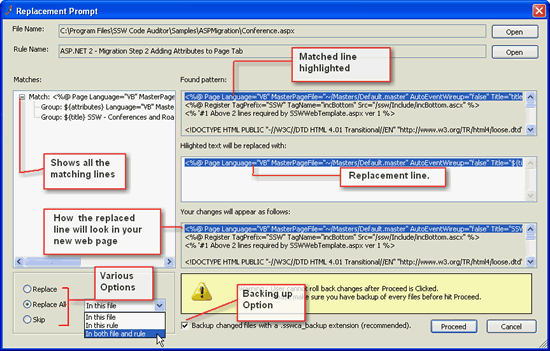 Replacement Prompt
File Name:
C:\Program Files\SSW Code Auditor\Samples\ASPMigration\Conference.aspx
Open
Rule Name:
ASP.NET 2 - Migration Step 2 Adding Attributes to Page Tab
Open
Matches:
Match: <%@ Page Language="VB" MasterPage
Group: ${attributes} Language="VB" Mas
Group: ${title} SSW - Conferences and Roa
Shows all the
matching lines
How the replaced
line will look in your
new web page
Matched line
highlighted
Found pattern:
<%@ Page Language="VB" MasterPageFile="~/Masters/Default.master" AutoEventWireup="false" Title="title
<%@ Register TagPrefix="SSW" TagName="incBottom" Src="/ssw/Include/incBottom.ascx" %>
<% '#1 Above 2 lines required by SSWWebTemplate.aspx ver 1 %>
<!DOCTYPE HTML PUBLIC "-//W3C//DTD HTML 4.01 Transitional//EN" "http://www.w3.org/TR/html4/loose.dtd"
Hilighted text will be replaced with:
<%@ Page Language="VB" MasterPageFile="~/Masters/Default.master" AutoEventWireup="false" Title="${t
Replacement line.
Your changes will appear as follows:
<%@ Page Language="VB" MasterPageFile="~/Masters/Default.master" AutoEventWireup="false" Title="SSW
<%@ Register TagPrefix="SSW" TagName="incBottom" Src="/ssw/Include/incBottom.ascx" %>
<% '#1 Above 2 lines required by SSWWebTemplate.aspx ver 1 %>
<!DOCTYPE HTML PUBLIC "-//W3C//DTD HTML 4.01 Transitional//EN" "http://www.w3.org/TR/html4/loose.dtd"
Various
Options
Replace
Replace All
Skip
In this file
In this file
In this rule
In both file and rule
Backing up
Option
User cannot roll back changes after Proceed is Clicked.
make sure you have backup of every files before hit Proceed.
Backup changed files with a .sswca_backup extension (recommended).
Proceed
Cancel